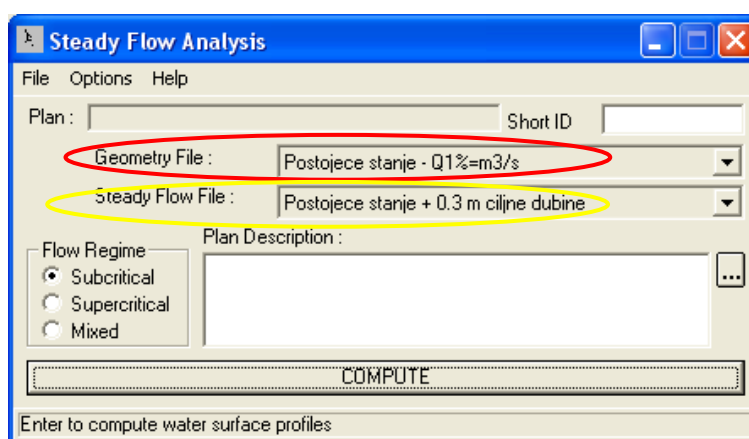 Steady Flow Analysis
File Options Help
Plan : Short ID
Geometry File : Postojece stanje - Q1%=m3/s
Steady Flow File : Postojece stanje + 0.3 m ciljne dubine
Flow Regime Plan Description :
Subcritical ...
Supercritical
Mixed
COMPUTE
Enter to compute water surface profiles